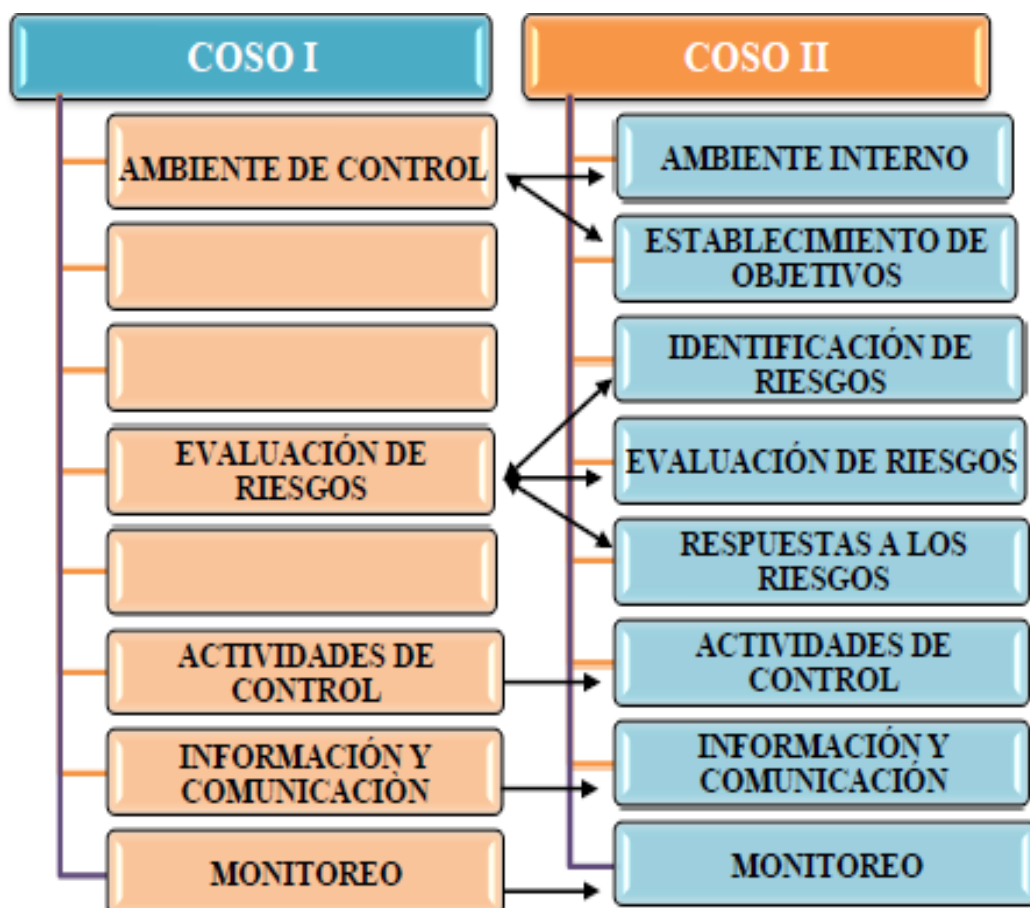 COSO I
AMBIENTE DE CONTROL
EVALUACIÓN DE
RIESGOS
ACTIVIDADES DE
CONTROL
INFORMACIÓN Y
COMUNICACIÒN
MONITOREO
COSO II
AMBIENTE INTERNO
ESTABLECIMIENTO DE
OBJETIVOS
IDENTIFICACIÓN DE
RIESGOS
EVALUACIÓN DE RIESGOS
RESPUESTAS A LOS
RIESGOS
ACTIVIDADES DE
CONTROL
INFORMACIÓN Y
COMUNICACIÓN
MONITOREO